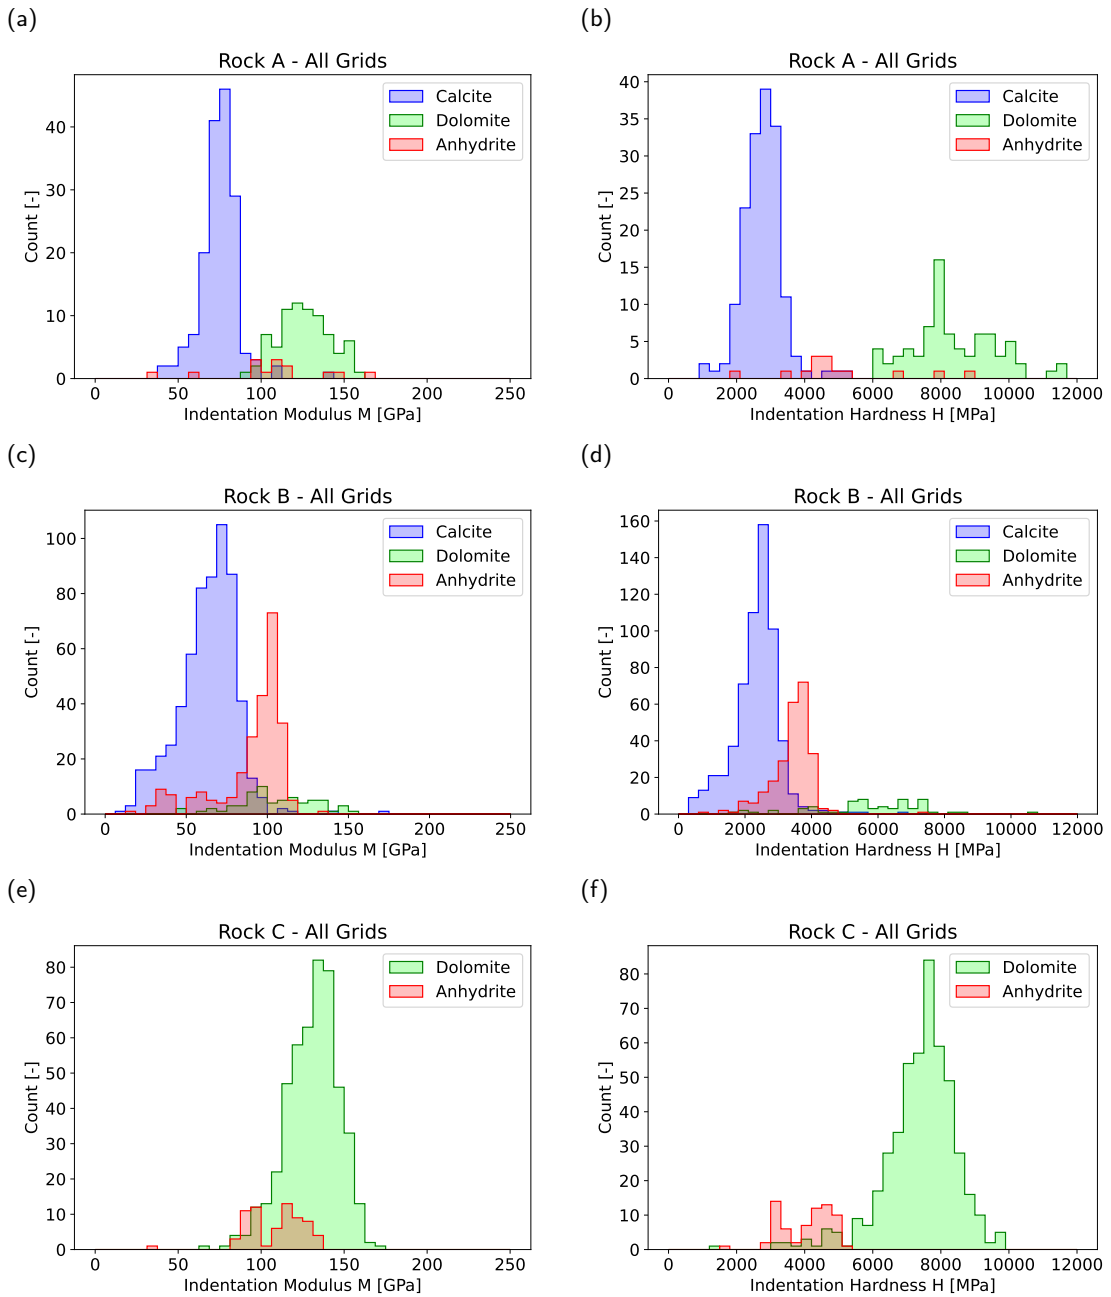 (a)
Rock A - All Grids
Calcite
Dolomite
Anhydrite
Count [-]
0
10
20
30
40
0 50 100 150 200 250
Indentation Modulus M [GPa]
(b)
Rock A - All Grids
Calcite
Dolomite
Anhydrite
Count [-]
0
5
10
15
20
25
30
35
40
0 2000 4000 6000 8000 10000 12000
Indentation Hardness H [MPa]
(c)
Rock B - All Grids
Calcite
Dolomite
Anhydrite
Count [-]
0
20
40
60
80
100
0 50 100 150 200 250
Indentation Modulus M [GPa]
(d)
Rock B - All Grids
Calcite
Dolomite
Anhydrite
Count [-]
0
20
40
60
80
100
120
140
160
0 2000 4000 6000 8000 10000 12000
Indentation Hardness H [MPa]
(e)
Rock C - All Grids
Dolomite
Anhydrite
Count [-]
0
10
20
30
40
50
60
70
80
0 50 100 150 200 250
Indentation Modulus M [GPa]
(f)
Rock C - All Grids
Dolomite
Anhydrite
Count [-]
0
10
20
30
40
50
60
70
80
0 2000 4000 6000 8000 10000 12000
Indentation Hardness H [MPa]